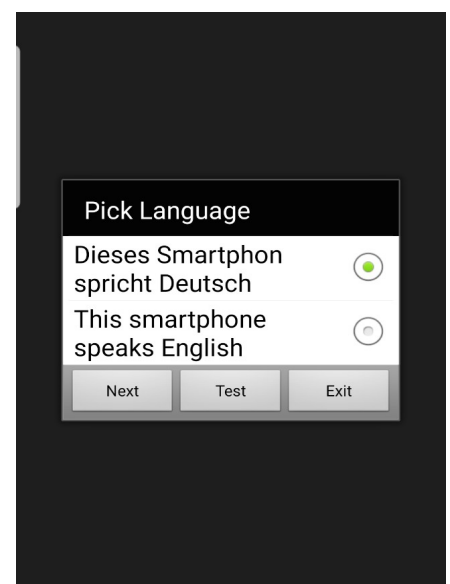 Pick Language
Dieses Smartphon
spricht Deutsch
This smartphone
speaks English
Next Test Exit